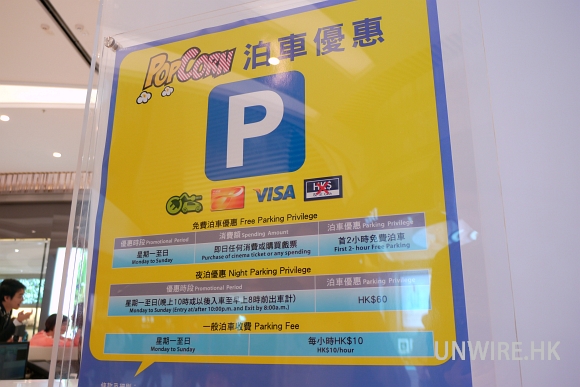 POPCORN 泊車優惠
P
VISA
HK$
免費泊車優惠 Free Parking Privilege
優惠時段 Promotional Period 消費額 Spending Amount 泊車優惠 Parking Privilege
星期一至日 即日任何消費或購買戲票 首2小時免費泊車
Monday to Sunday Purchase of cinema ticket or any spending First 2- hour Free Parking
夜泊優惠 Night Parking Privilege
優惠時段 Promotional Period 泊車優惠 Parking Privilege
星期一至日(晚上10時或以後入車至早上8時前出車計) HK$60
Monday to Sunday (Entry at/after 10:00p.m. and Exit by 8:00a.m.)
一般泊車收費 Parking Fee
星期一至日 每小時HK$10
Monday to Sunday HK$10/hour
UNWIRE.HK